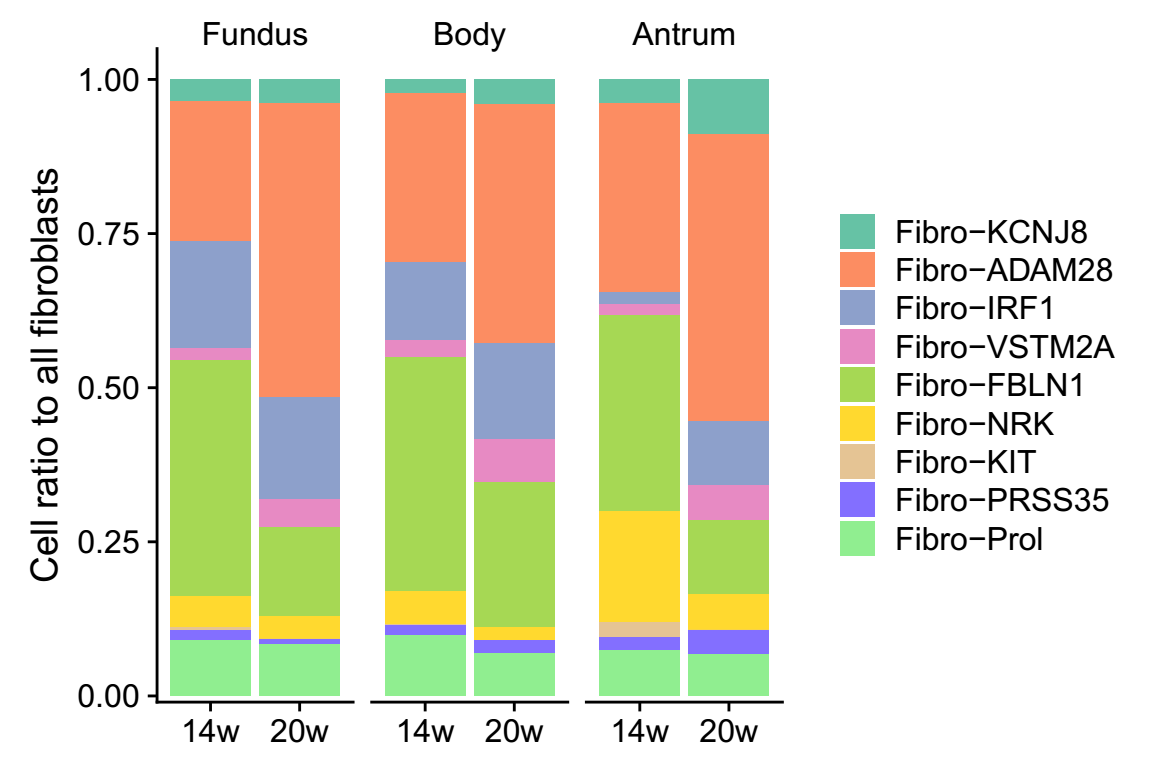 Fundus Body Antrum
Cell ratio to all fibroblasts
1.00
0.75
0.50
0.25
0.00
14w 20w 14w 20w 14w 20w
Fibro−KCNJ8
Fibro−ADAM28
Fibro−IRF1
Fibro−VSTM2A
Fibro−FBLN1
Fibro−NRK
Fibro−KIT
Fibro−PRSS35
Fibro−Prol